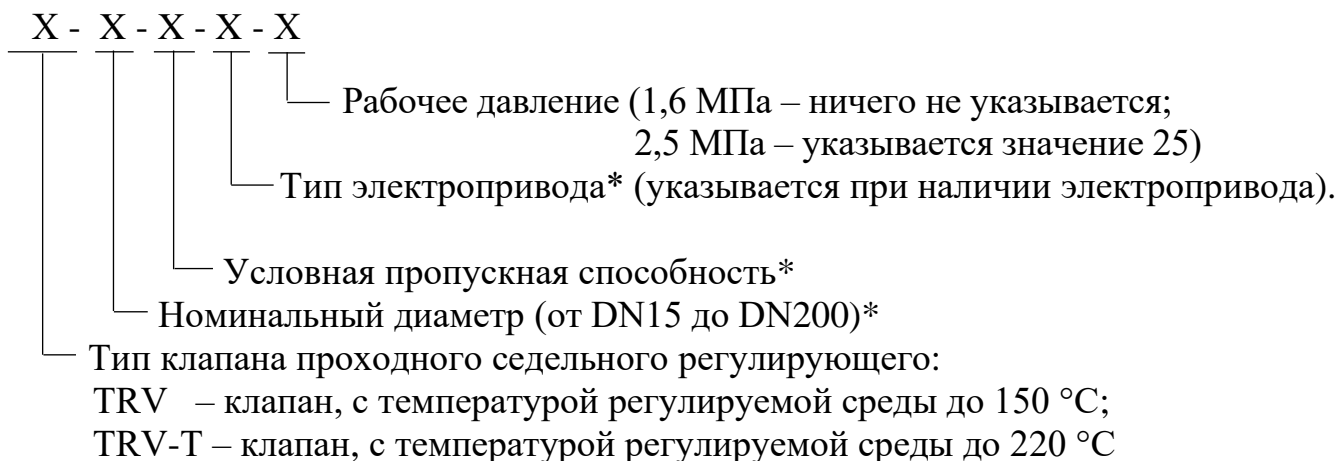 X - X - X - X - X
Рабочее давление (1,6 МПа – ничего не указывается;
2,5 МПа – указывается значение 25)
Тип электропривода* (указывается при наличии электропривода).
Условная пропускная способность*
Номинальный диаметр (от DN15 до DN200)*
Тип клапана проходного седельного регулирующего:
TRV – клапан, с температурой регулируемой среды до 150 °С;
TRV-T – клапан, с температурой регулируемой среды до 220 °С